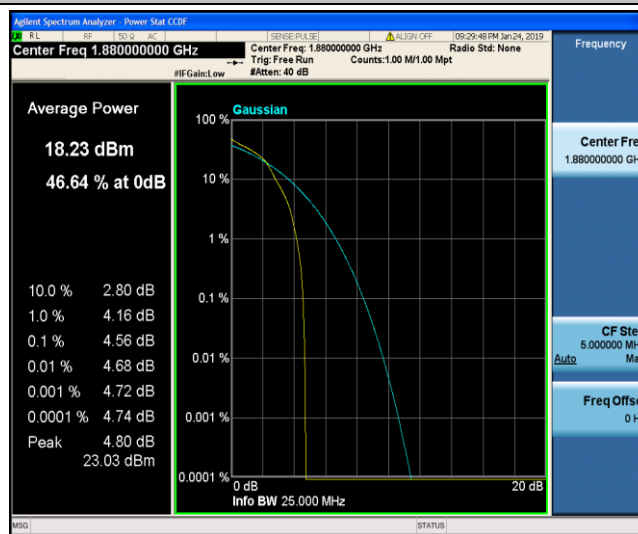 Agilent Spectrum Analyzer - Power Stat CCDF
RL RF 50 Ω AC SENSE:PULSE ALIGN OFF 09:29:48 PM Jan 24, 2019
Center Freq 1.880000000 GHz
Center Freq: 1.880000000 GHz Radio Std: None
Trig: Free Run Counts:1.00 M/1.00 Mpt
#IFGain:Low #Atten: 40 dB
Frequency
Average Power
18.23 dBm
46.64 % at 0dB
10.0 % 2.80 dB
1.0 % 4.16 dB
0.1 % 4.56 dB
0.01 % 4.68 dB
0.001 % 4.72 dB
0.0001 % 4.74 dB
Peak 4.80 dB
23.03 dBm
Gaussian
100 %
10 %
1 %
0.1 %
0.01 %
0.001 %
0.0001 %
0 dB 20 dB
Info BW 25.000 MHz
Center Fre
1.880000000 GH
CF Ste
5.000000 MH
Auto Ma
Freq Offs
0 H
MSG STATUS